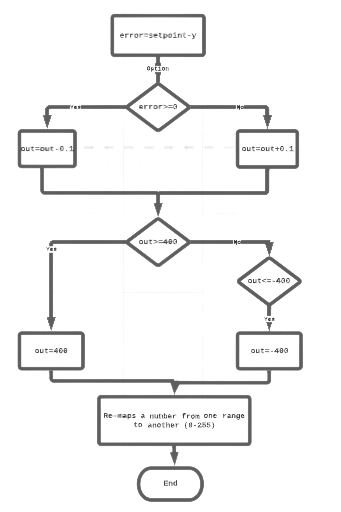 error=setpoint-y
Option
error>=0
Yes
No
out=out-0.1
out=out+0.1
out>=400
Yes
No
out<=-400
Yes
out=400
out=-400
Re-maps a number from one range
to another (0-255)
End